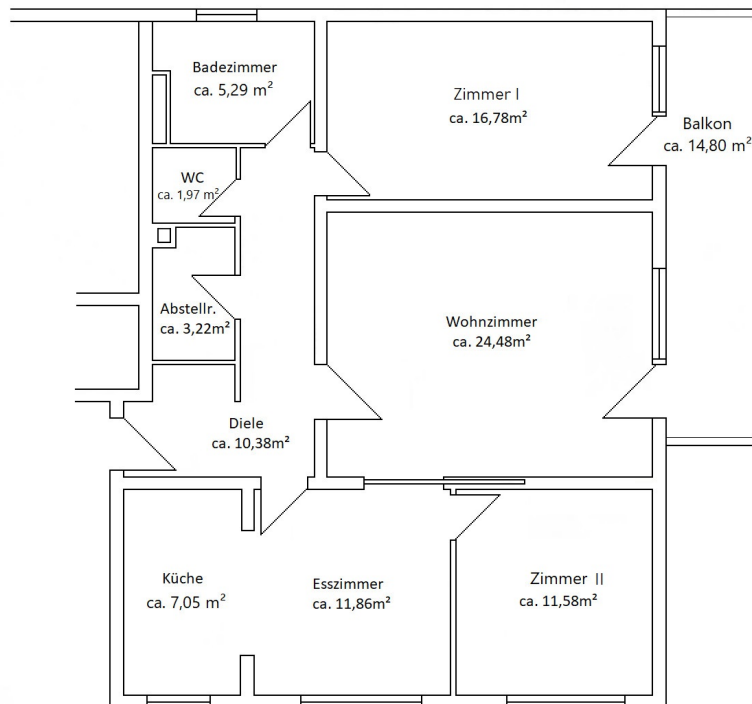 Badezimmer
ca. 5,29 m²
Zimmer I
ca. 16,78m²
Balkon
ca. 14,80 m²
WC
ca. 1,97 m²
Abstellr.
ca. 3,22m²
Wohnzimmer
ca. 24,48m²
Diele
ca. 10,38m²
Küche
ca. 7,05 m²
Esszimmer
ca. 11,86m²
Zimmer II
ca. 11,58m²